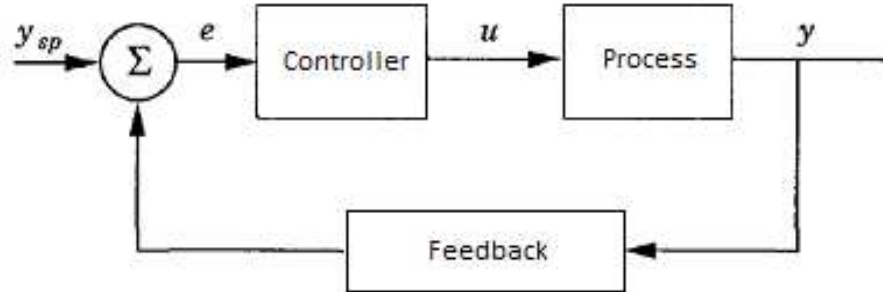 y sp
Σ
e
Controller
u
Process
y
Feedback